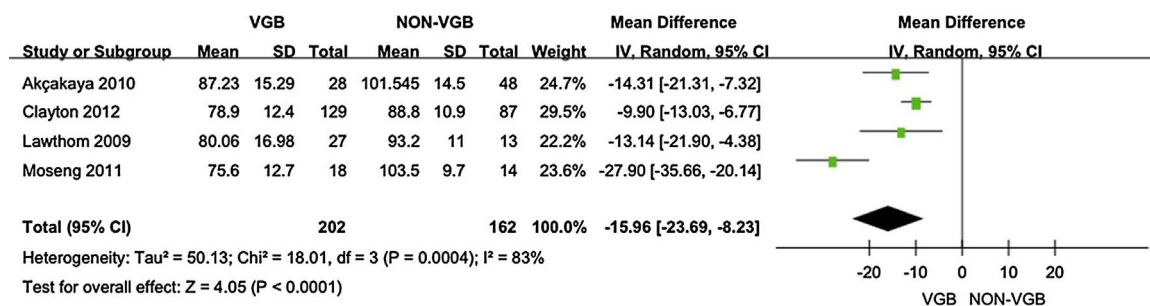 VGB NON-VGB Mean Difference Mean Difference
Study or Subgroup Mean SD Total Mean SD Total Weight IV, Random, 95% CI IV, Random, 95% CI
Akçakaya 2010 87.23 15.29 28 101.545 14.5 48 24.7% -14.31 [-21.31, -7.32]
Clayton 2012 78.9 12.4 129 88.8 10.9 87 29.5% -9.90 [-13.03, -6.77]
Lawthom 2009 80.06 16.98 27 93.2 11 13 22.2% -13.14 [-21.90, -4.38]
Moseng 2011 75.6 12.7 18 103.5 9.7 14 23.6% -27.90 [-35.66, -20.14]
Total (95% CI) 202 162 100.0% -15.96 [-23.69, -8.23]
Heterogeneity: Tau² = 50.13; Chi² = 18.01, df = 3 (P = 0.0004); I² = 83%
Test for overall effect: Z = 4.05 (P < 0.0001)
-20 -10 0 10 20
VGB NON-VGB